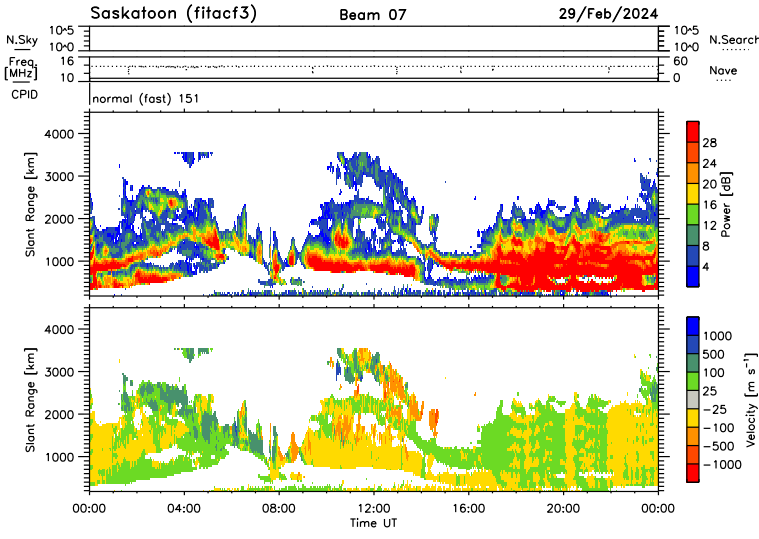 Saskatoon (fitacf3) Beam 07 29/Feb/2024
N.Sky 10^5 10^0 10^5 10^0 N.Search
Freq. [MHz] 16 10 60 0 Nave
CPID normal (fast) 151
Slant Range [km] 4000 3000 2000 1000
28 24 20 16 12 8 4 Power [dB]
Slant Range [km] 4000 3000 2000 1000
1000 500 100 25 −25 −100 −500 −1000 Velocity [m s⁻¹]
00:00 04:00 08:00 12:00 16:00 20:00 00:00
Time UT